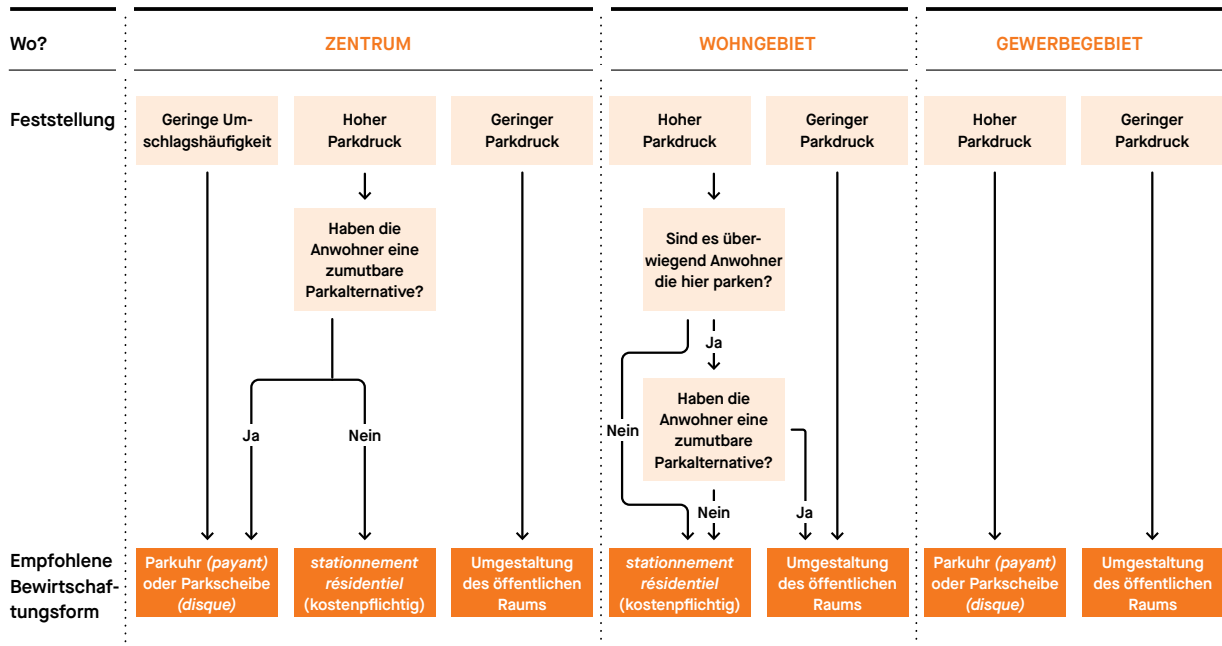 Wo?
ZENTRUM
WOHNGEBIET
GEWERBEGEBIET
Feststellung
Geringe Um-
schlagshäufigkeit
Hoher
Parkdruck
Geringer
Parkdruck
Hoher
Parkdruck
Geringer
Parkdruck
Hoher
Parkdruck
Geringer
Parkdruck
Haben die
Anwohner eine
zumutbare
Parkalternative?
Sind es über-
wiegend Anwohner
die hier parken?
Ja
Haben die
Anwohner eine
zumutbare
Parkalternative?
Ja
Nein
Nein
Nein
Ja
Empfohlene
Bewirtschaf-
tungsform
Parkuhr (payant)
oder Parkscheibe
(disque)
stationnement
résidentiel
(kostenpflichtig)
Umgestaltung
des öffentlichen
Raums
stationnement
résidentiel
(kostenpflichtig)
Umgestaltung
des öffentlichen
Raums
Parkuhr (payant)
oder Parkscheibe
(disque)
Umgestaltung
des öffentlichen
Raums